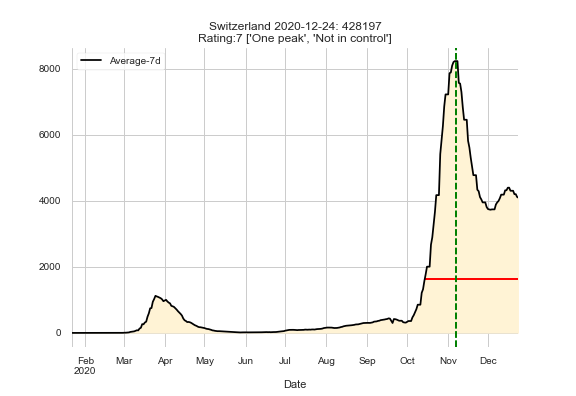 Switzerland 2020-12-24: 428197
Rating:7 ['One peak', 'Not in control']
Average-7d
8000
6000
4000
2000
0
Feb Mar Apr May Jun Jul Aug Sep Oct Nov Dec
2020
Date